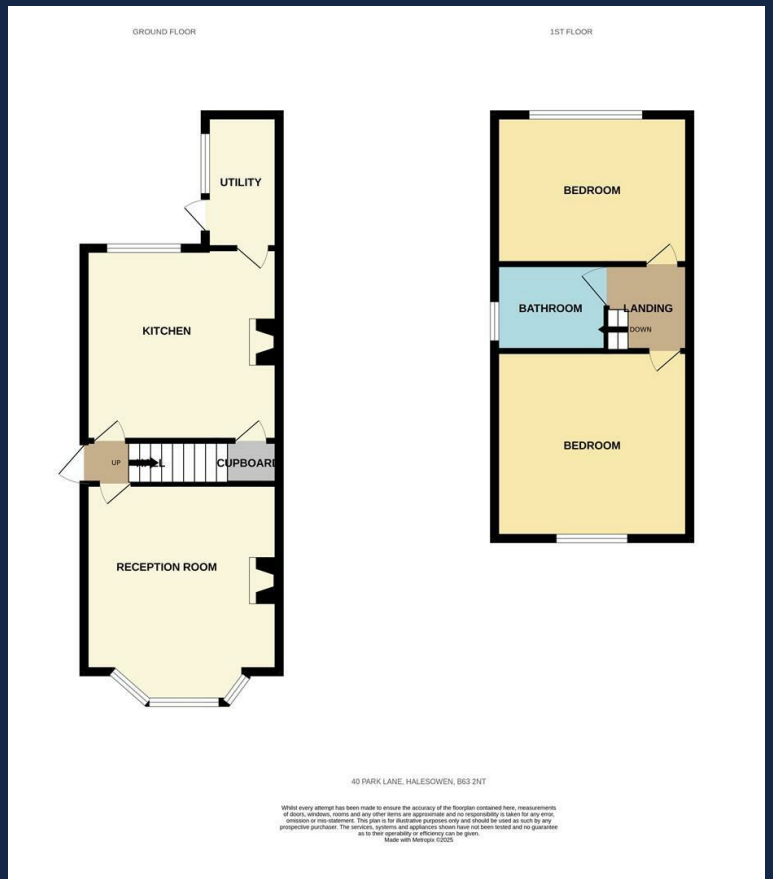 GROUND FLOOR
1ST FLOOR
UTILITY
KITCHEN
UP
HALL
CUPBOARD
RECEPTION ROOM
BEDROOM
BATHROOM
LANDING
DOWN
BEDROOM
40 PARK LANE, HALESOWEN, B63 2NT
Whilst every attempt has been made to ensure the accuracy of the floorplan contained here, measurements
of doors, windows, rooms and any other items are approximate and no responsibility is taken for any error,
omission or mis-statement. This plan is for illustrative purposes only and should be used as such by any
prospective purchaser. The services, systems and appliances shown have not been tested and no guarantee
as to their operability or efficiency can be given.
Made with Metropix ©2025